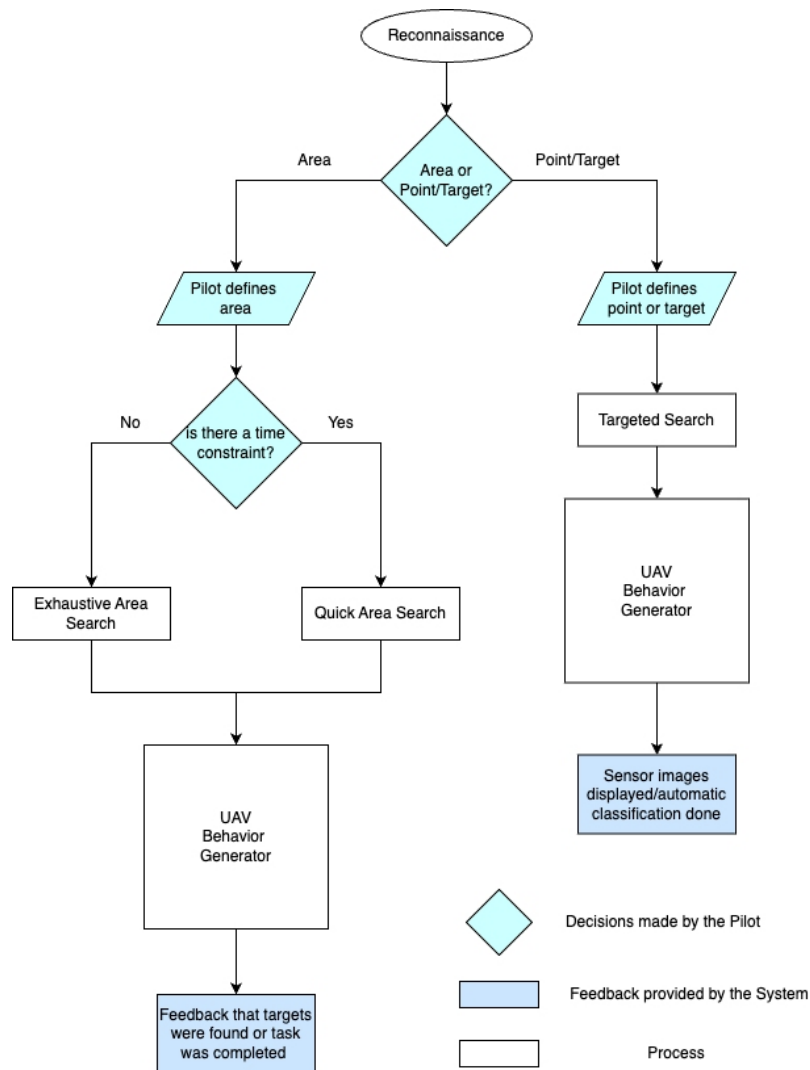 Reconnaissance
Area
Area or
Point/Target?
Point/Target
Pilot defines
area
Pilot defines
point or target
No
is there a time
constraint?
Yes
Targeted Search
Exhaustive Area
Search
Quick Area Search
UAV
Behavior
Generator
Sensor images
displayed/automatic
classification done
UAV
Behavior
Generator
Decisions made by the Pilot
Feedback provided by the System
Feedback that targets
were found or task
was completed
Process